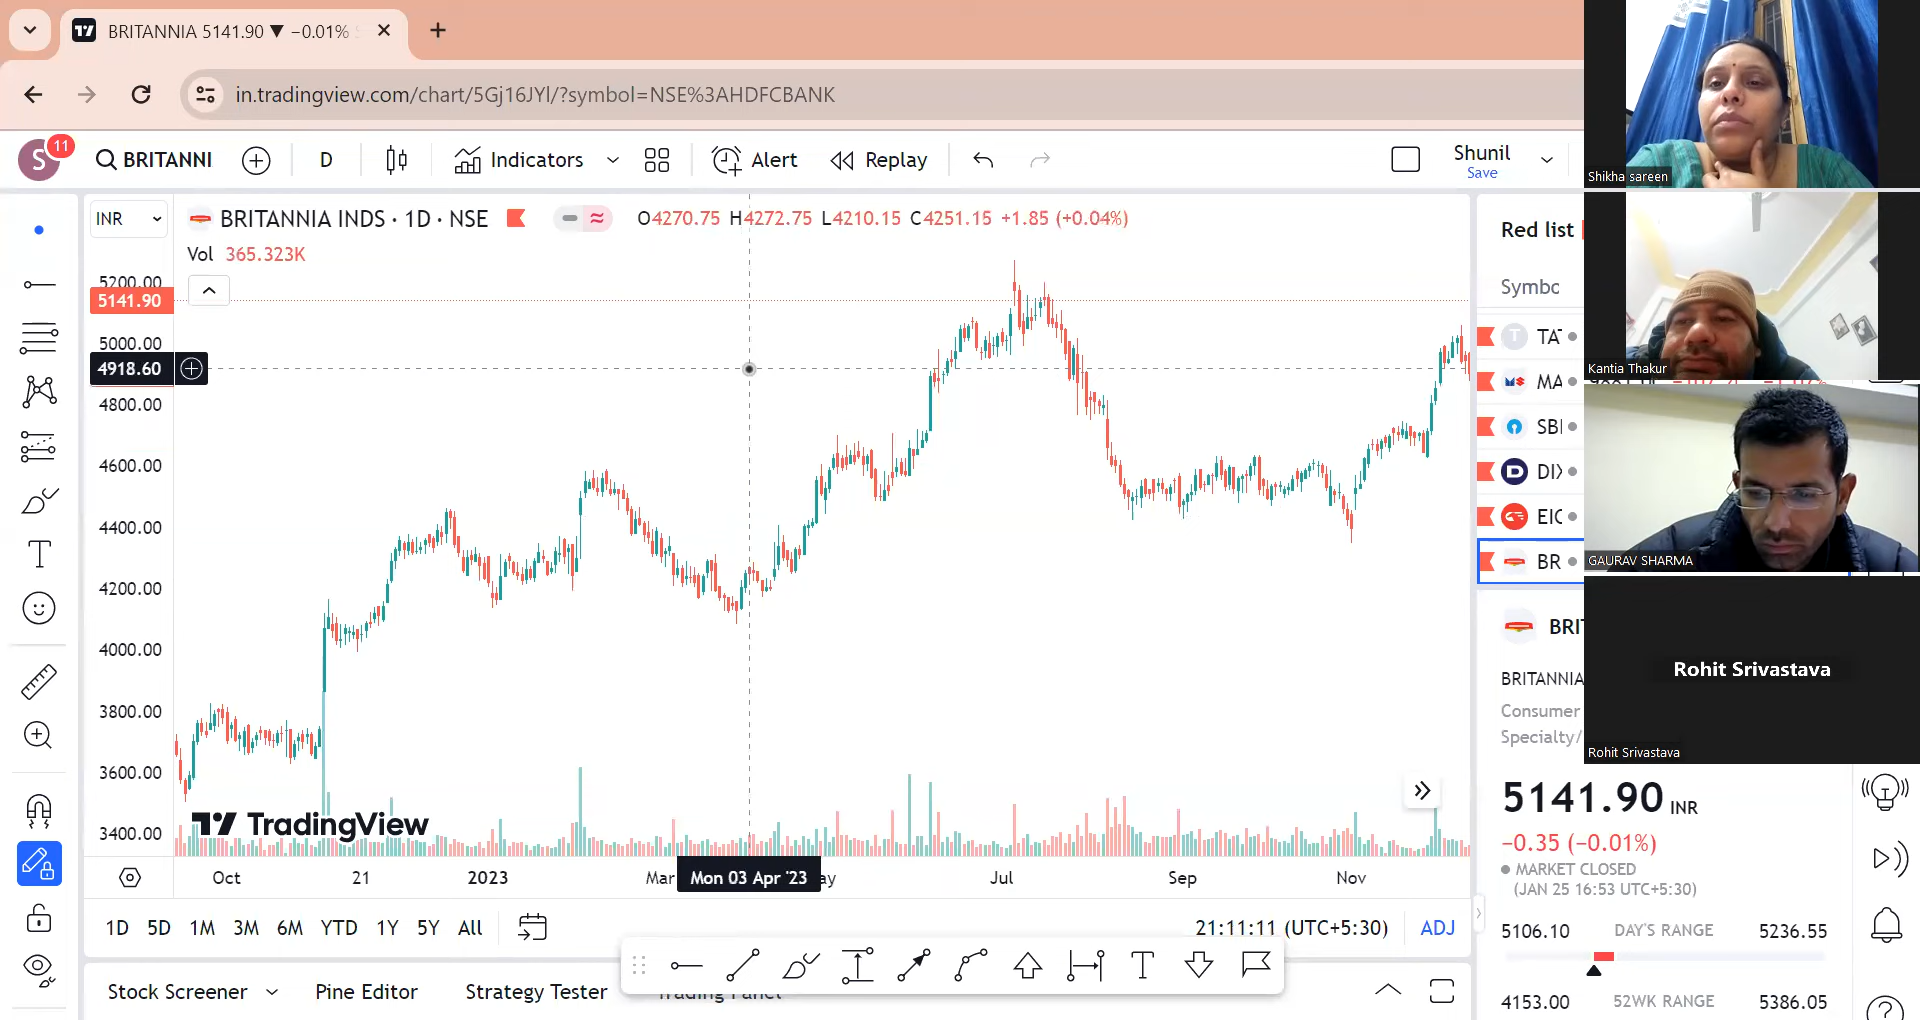 BRITANNIA 5141.90 ▼ −0.01%
in.tradingview.com/chart/5Gj16JYl/?symbol=NSE%3AHDFCBANK
S 11 BRITANNI D Indicators Alert Replay Shunil
Save
INR BRITANNIA INDS · 1D · NSE O4270.75 H4272.75 L4210.15 C4251.15 +1.85 (+0.04%)
Vol 365.323K
5200.00
5141.90
5000.00
4918.60
4800.00
4600.00
4400.00
4200.00
4000.00
3800.00
3600.00
3400.00
TradingView
Oct 21 2023 Mar Mon 03 Apr '23 Jul Sep Nov
1D 5D 1M 3M 6M YTD 1Y 5Y All 21:11:11 (UTC+5:30) ADJ
Stock Screener Pine Editor Strategy Tester Trading Panel
Red list
Symbo
TAT
MA
SBI
DIX
EIC
BR
BRIT
BRITANNIA
Consumer
Specialty/
5141.90 INR
−0.35 (−0.01%)
MARKET CLOSED
(JAN 25 16:53 UTC+5:30)
5106.10 DAY'S RANGE 5236.55
4153.00 52WK RANGE 5386.05
Shikha sareen
Kantia Thakur
GAURAV SHARMA
Rohit Srivastava
Rohit Srivastava